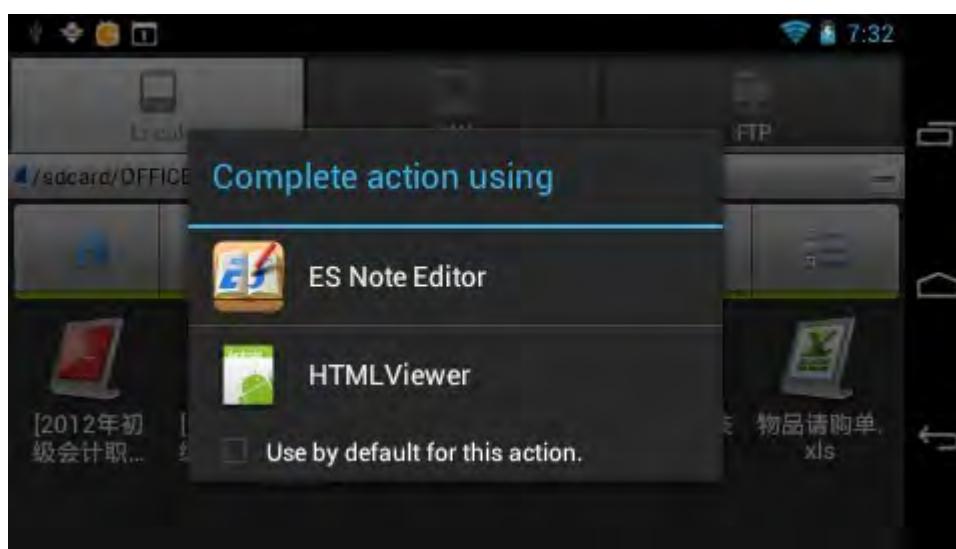 7:32
FTP
/sdcard/OFFICE
Complete action using
ES Note Editor
HTMLViewer
Use by default for this action.
[2012年初
级会计职...
物品请购单.
xls